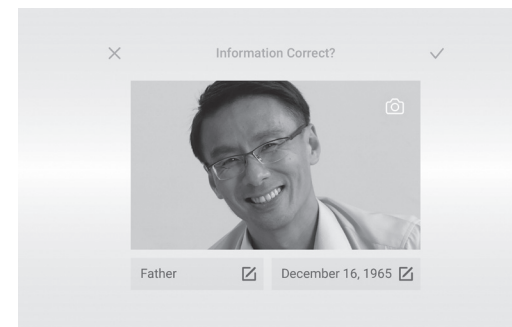 Information Correct?
Father
December 16, 1965